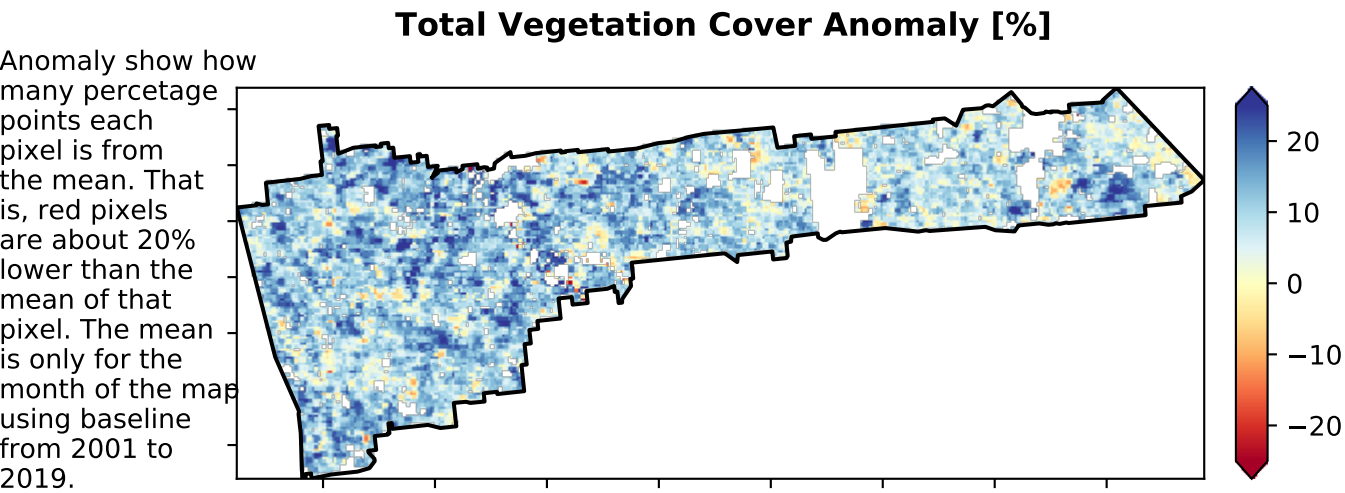 Total Vegetation Cover Anomaly [%]
Anomaly show how
many percetage
points each
pixel is from
the mean. That
is, red pixels
are about 20%
lower than the
mean of that
pixel. The mean
is only for the
month of the map
using baseline
from 2001 to
2019.
20
10
0
−10
−20